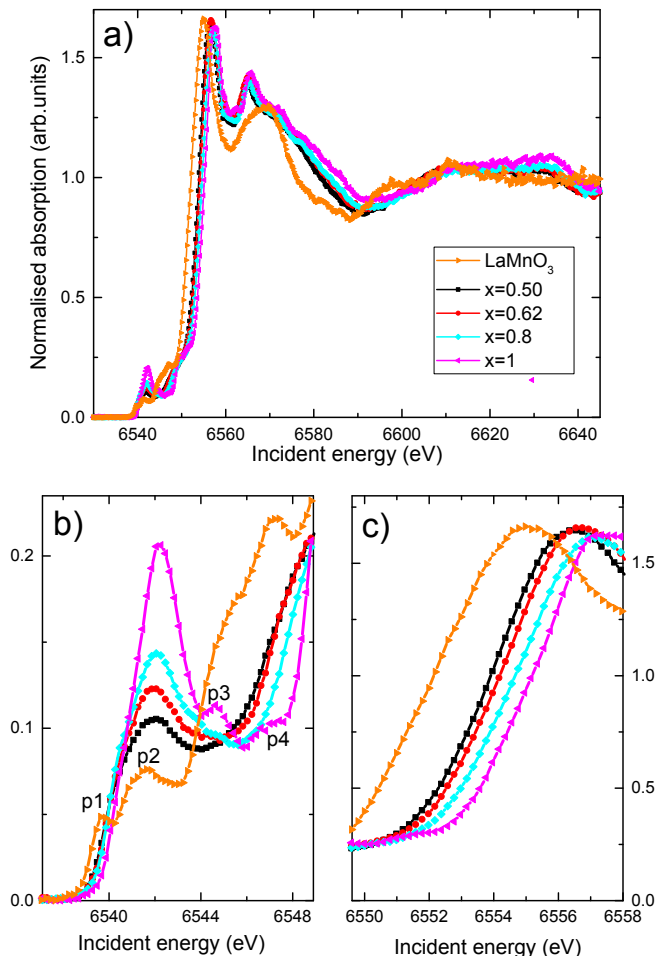 a)
Normalised absorption (arb.units)
1.5
1.0
0.5
0.0
LaMnO3
x=0.50
x=0.62
x=0.8
x=1
6540 6560 6580 6600 6620 6640
Incident energy (eV)
b)
0.2
0.1
0.0
p1
p2
p3
p4
6540 6544 6548
Incident energy (eV)
c)
1.5
1.0
0.5
0.0
6550 6552 6554 6556 6558
Incident energy (eV)